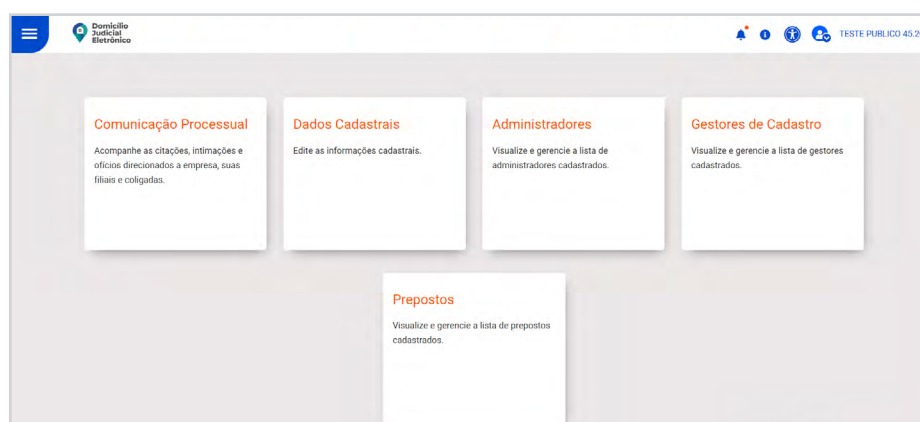 Domicílio
Judicial
Eletrônico
TESTE PUBLICO 45.2
Comunicação Processual
Acompanhe as citações, intimações e
ofícios direcionados a empresa, suas
filiais e coligadas.
Dados Cadastrais
Edite as informações cadastrais.
Administradores
Visualize e gerencie a lista de
administradores cadastrados.
Gestores de Cadastro
Visualize e gerencie a lista de gestores
cadastrados.
Prepostos
Visualize e gerencie a lista de prepostos
cadastrados.